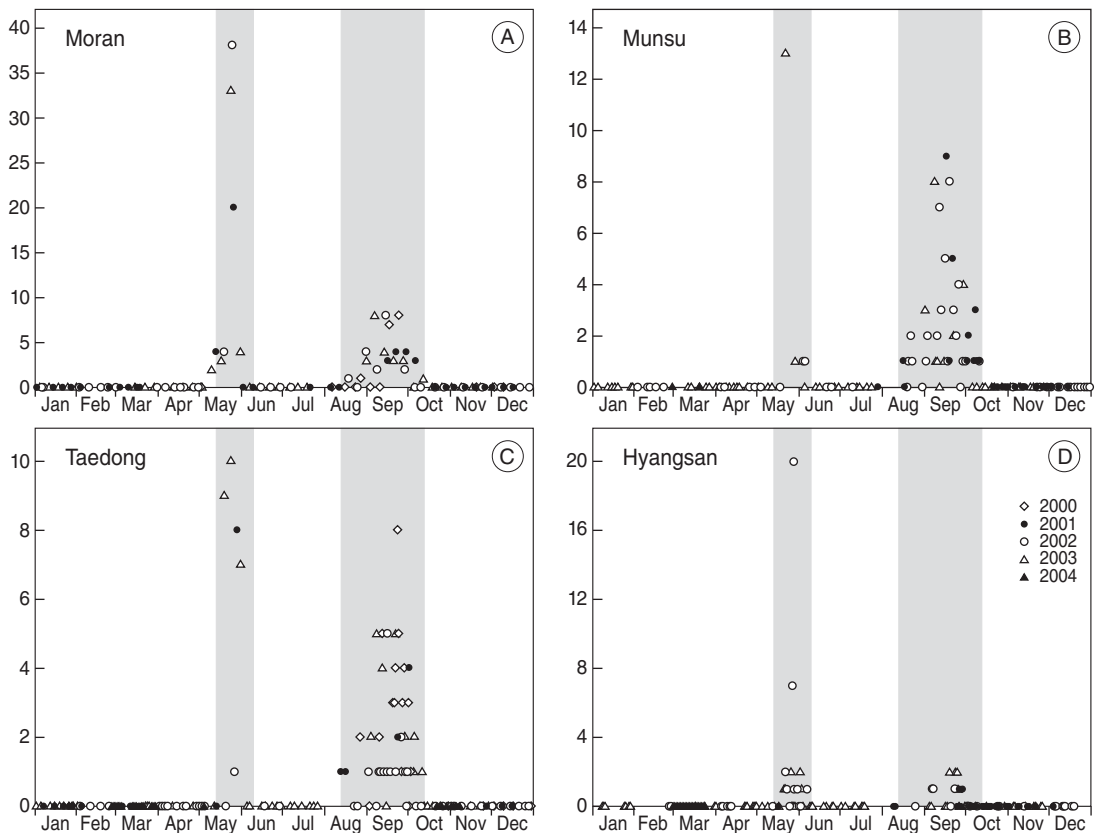 Moran
A
40
35
30
25
20
15
10
5
0
Jan Feb Mar Apr May Jun Jul Aug Sep Oct Nov Dec
Munsu
B
14
12
10
8
6
4
2
0
Jan Feb Mar Apr May Jun Jul Aug Sep Oct Nov Dec
Taedong
C
10
8
6
4
2
0
Jan Feb Mar Apr May Jun Jul Aug Sep Oct Nov Dec
Hyangsan
D
20
16
12
8
4
0
2000
2001
2002
2003
2004
Jan Feb Mar Apr May Jun Jul Aug Sep Oct Nov Dec